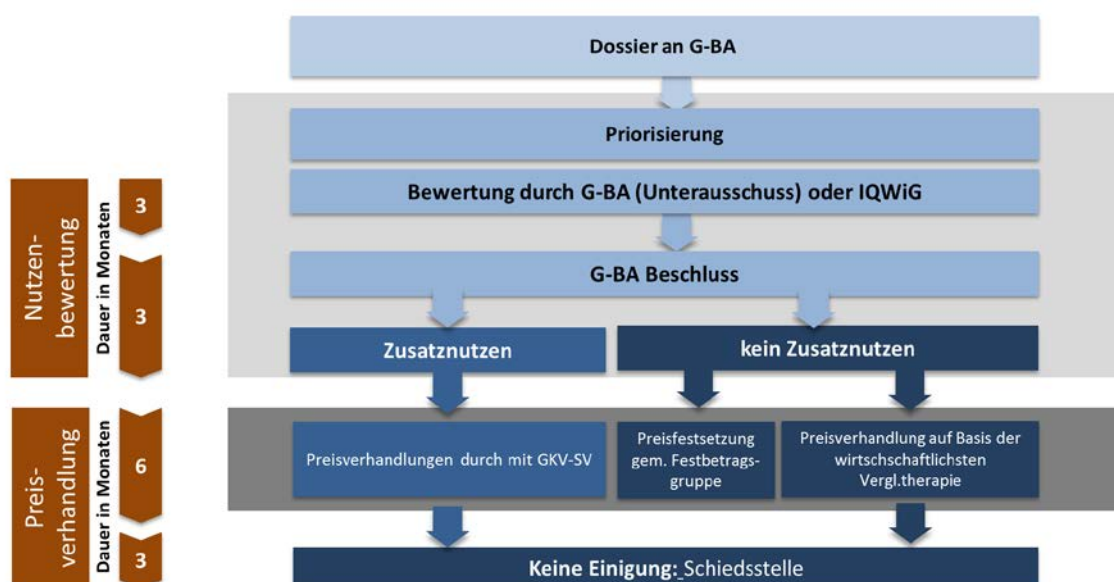 Dossier an G-BA
Priorisierung
Bewertung durch G-BA (Unterausschuss) oder IQWiG
G-BA Beschluss
Zusatznutzen
kein Zusatznutzen
Nutzen-
bewertung
Dauer in Monaten
3
3
Preisverhandlungen durch mit GKV-SV
Preisfestsetzung
gem. Festbetrags-
gruppe
Preisverhandlung auf Basis der
wirtschschaftlichsten
Vergl.therapie
Preis-
verhandlung
Dauer in Monaten
6
3
Keine Einigung: Schiedsstelle